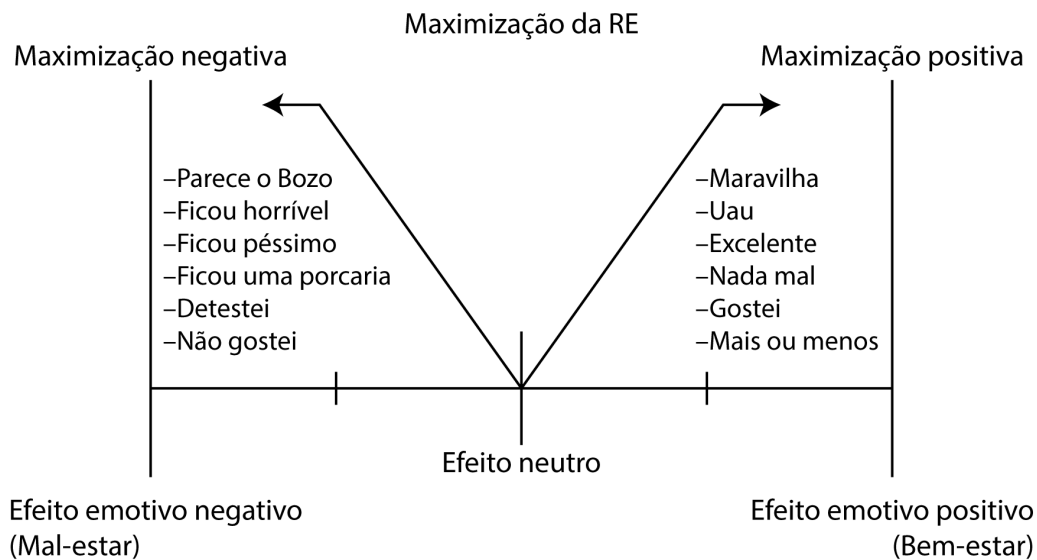 Maximização da RE
Maximização negativa
Maximização positiva
–Parece o Bozo
–Ficou horrível
–Ficou péssimo
–Ficou uma porcaria
–Detestei
–Não gostei
–Maravilha
–Uau
–Excelente
–Nada mal
–Gostei
–Mais ou menos
Efeito neutro
Efeito emotivo negativo
(Mal-estar)
Efeito emotivo positivo
(Bem-estar)